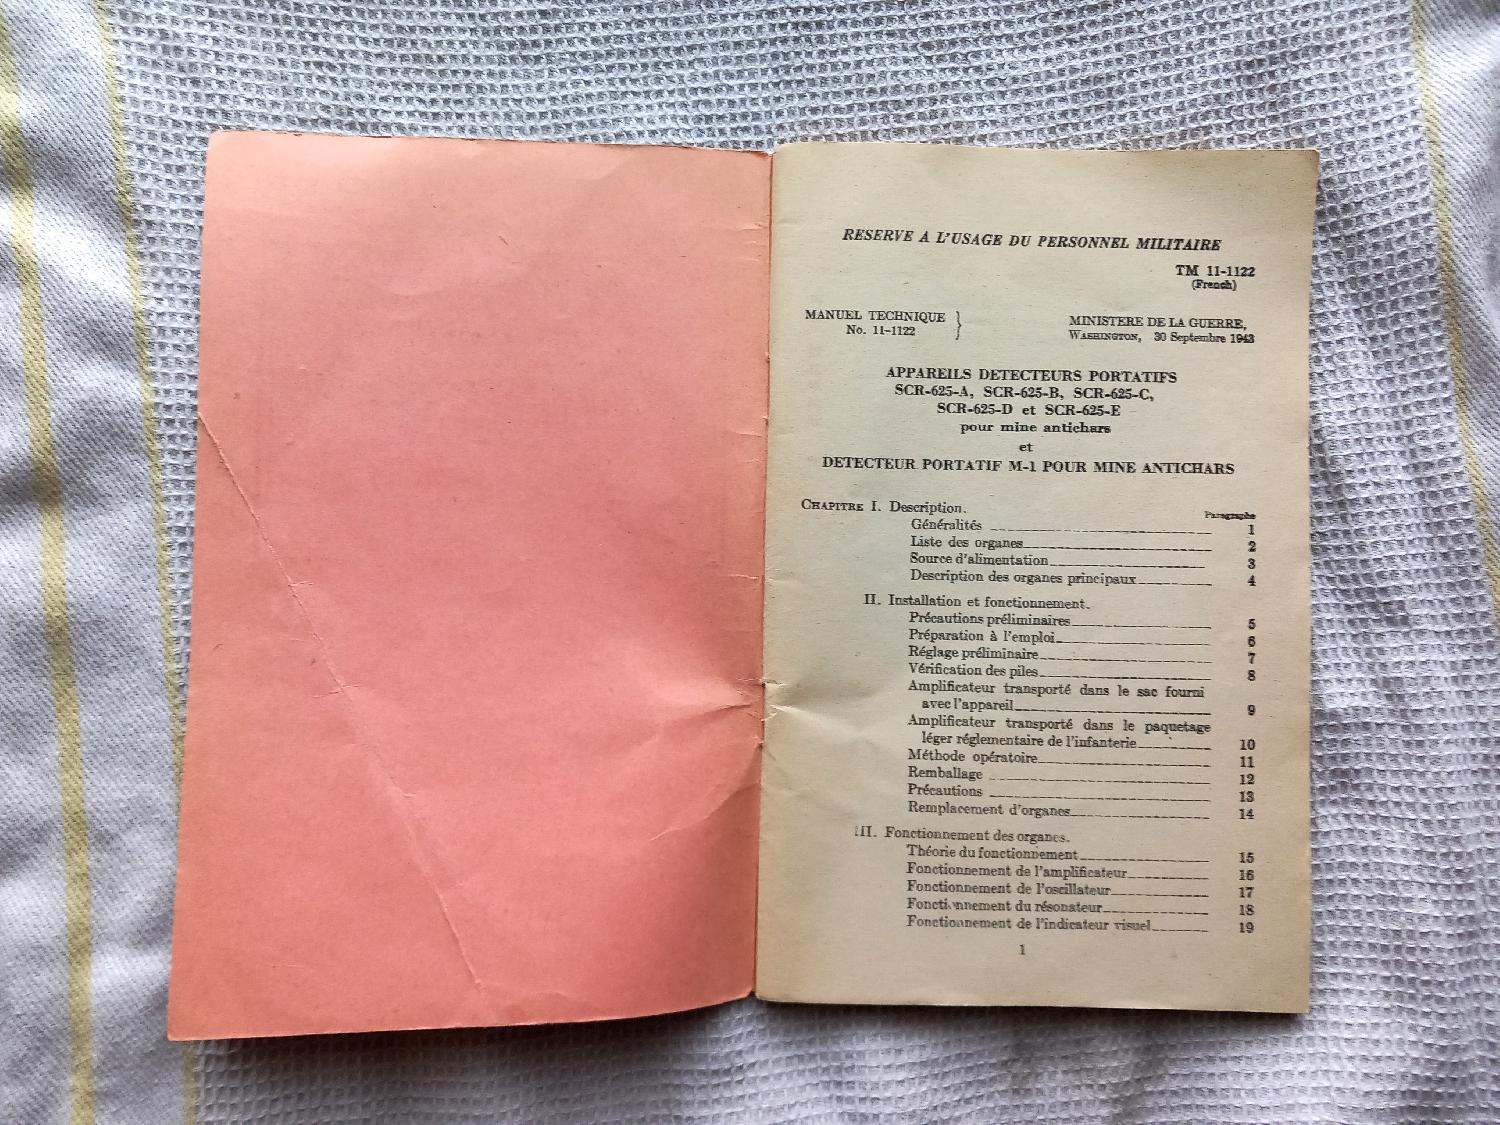 RESERVE A L'USAGE DU PERSONNEL MILITAIRE
TM 11-1122
(French)
MANUEL TECHNIQUE
No. 11-1122
MINISTERE DE LA GUERRE,
WASHINGTON, 30 Septembre 1943
APPAREILS DETECTEURS PORTATIFS
SCR-625-A, SCR-625-B, SCR-625-C,
SCR-625-D et SCR-625-E
pour mine antichars
et
DETECTEUR PORTATIF M-1 POUR MINE ANTICHARS
CHAPITRE I. Description.
Paragraphe
Généralités 1
Liste des organes 2
Source d'alimentation 3
Description des organes principaux 4
II. Installation et fonctionnement.
Précautions préliminaires 5
Préparation à l'emploi 6
Réglage préliminaire 7
Vérification des piles 8
Amplificateur transporté dans le sac fourni
avec l'appareil 9
Amplificateur transporté dans le paquetage
léger réglementaire de l'infanterie 10
Méthode opératoire 11
Remballage 12
Précautions 13
Remplacement d'organes 14
III. Fonctionnement des organes.
Théorie du fonctionnement 15
Fonctionnement de l'amplificateur 16
Fonctionnement de l'oscillateur 17
Fonctionnement du résonateur 18
Fonctionnement de l'indicateur visuel 19
1